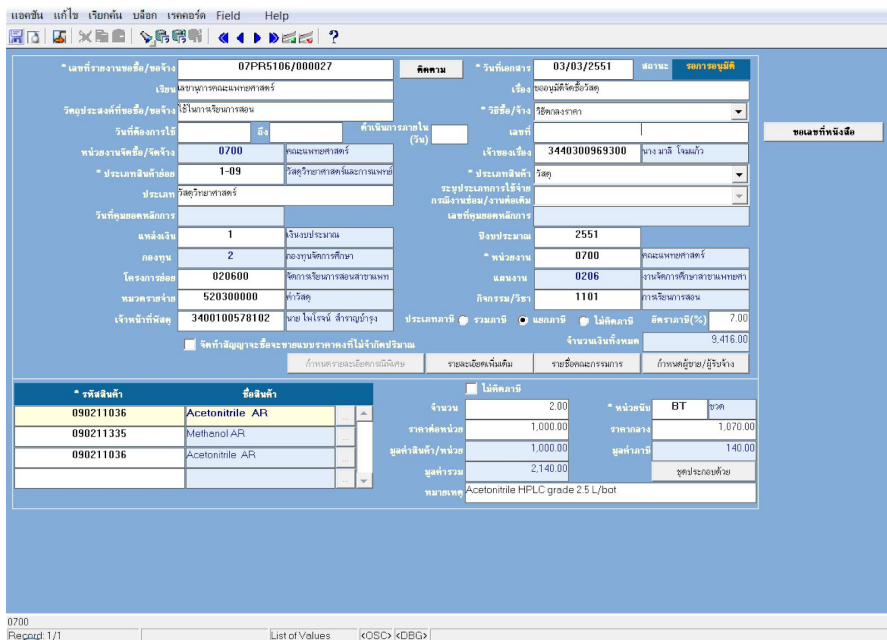 แอคชัน แก้ไข เรียกค้น บล็อก เรคคอร์ด Field Help
* เลขที่รายงานขอซื้อ/ขอจ้าง 07PR5106/000027 ติดตาม * วันที่เอกสาร 03/03/2551 สถานะ รอการอนุมัติ
เรียน เลขานุการคณะแพทยศาสตร์ เรื่อง ขออนุมัติจัดซื้อวัสดุ
วัตถุประสงค์ที่ขอซื้อ/ขอจ้าง ใช้ในการเรียนการสอน * วิธีซื้อ/จ้าง วิธีตกลงราคา
วันที่ต้องการใช้ ถึง ดำเนินการภายใน (วัน) เลขที่ ขอเลขที่หนังสือ
หน่วยงานจัดซื้อ/จัดจ้าง 0700 คณะแพทยศาสตร์ เจ้าของเรื่อง 3440300969300 นาง มาลี โจมแก้ว
* ประเภทสินค้าย่อย 1-09 วัสดุวิทยาศาสตร์และการแพทย์ * ประเภทสินค้า วัสดุ
ประเภท วัสดุวิทยาศาสตร์ ระบุประเภทการใช้จ่าย กรณีงานซ่อม/งานต่อเติม
วันที่คุมยอดหลักการ เลขที่คุมยอดหลักการ
แหล่งเงิน 1 เงินงบประมาณ ปีงบประมาณ 2551
กองทุน 2 กองทุนจัดการศึกษา * หน่วยงาน 0700 คณะแพทยศาสตร์
โครงการย่อย 020600 จัดการเรียนการสอนสาขาแพท แผนงาน 0206 งานจัดการศึกษาสาขาแพทยศา
หมวดรายจ่าย 520300000 ค่าวัสดุ กิจกรรม/วิชา 1101 การเรียนการสอน
เจ้าหน้าที่พัสดุ 3400100578102 นาย ไพโรจน์ สำราญบำรุง ประเภทภาษี รวมภาษี แยกภาษี ไม่คิดภาษี อัตราภาษี(%) 7.00
จัดทำสัญญาจะซื้อจะขายแบบราคาคงที่ไม่จำกัดปริมาณ จำนวนเงินทั้งหมด 9,416.00
กำหนดรายละเอียดกรณีพิเศษ รายละเอียดเพิ่มเติม รายชื่อคณะกรรมการ กำหนดผู้ขาย/ผู้รับจ้าง
* รหัสสินค้า ชื่อสินค้า ไม่คิดภาษี
090211036 Acetonitrile AR ... จำนวน 2.00 * หน่วยนับ BT ขวด
090211335 Methanol AR ... ราคาต่อหน่วย 1,000.00 ราคากลาง 1,070.00
090211036 Acetonitrile AR ... มูลค่าสินค้า/หน่วย 1,000.00 มูลค่าภาษี 140.00
... มูลค่ารวม 2,140.00 ชุดประกอบด้วย
หมายเหตุ Acetonitrile HPLC grade 2.5 L/bot
0700
Record: 1/1 List of Values <OSC> <DBG>